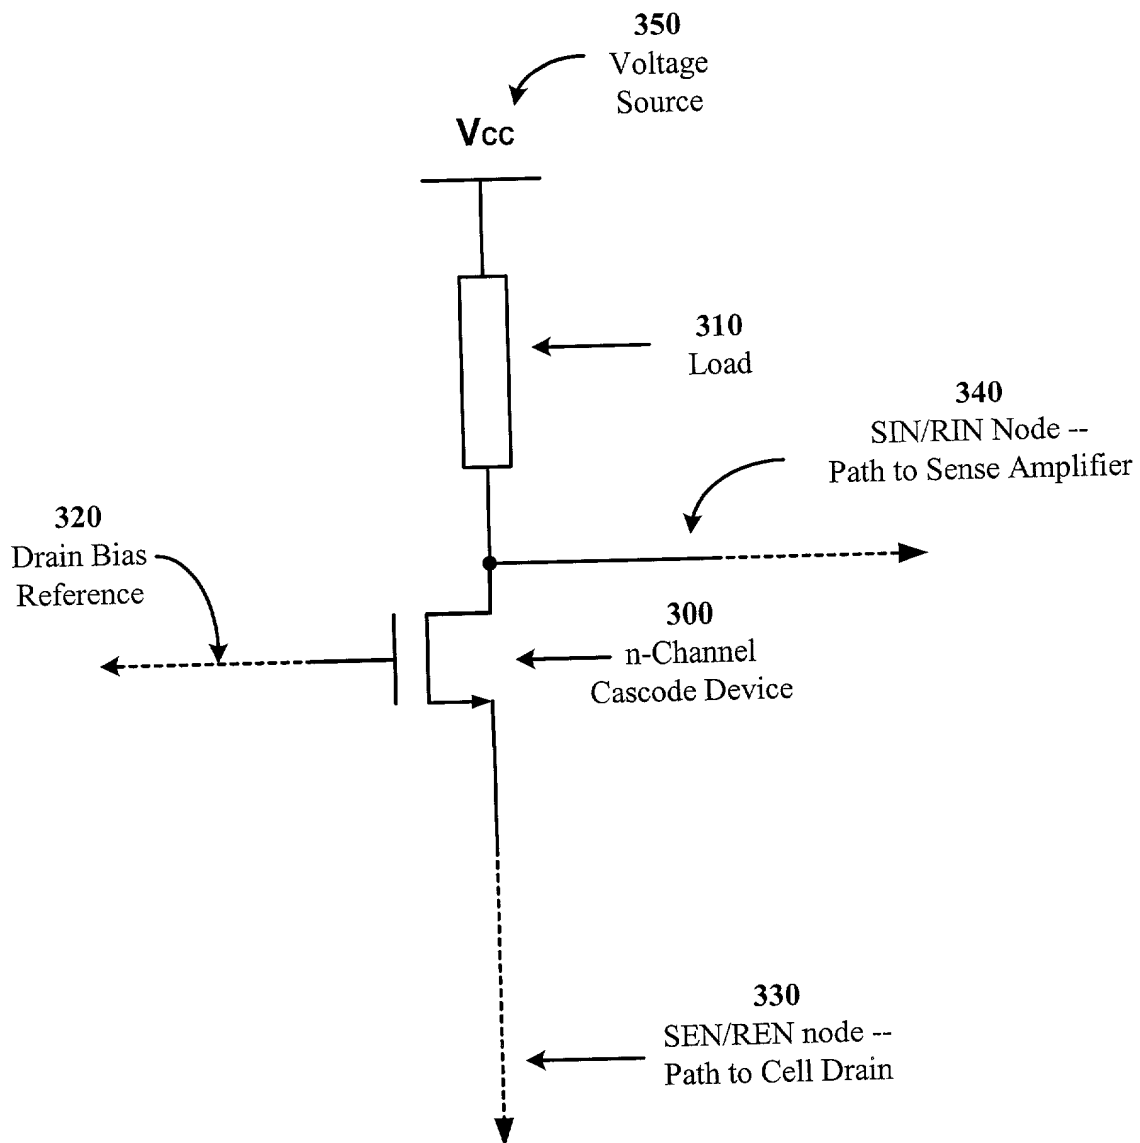 350
Voltage
Source
Vcc
310
Load
340
SIN/RIN Node --
Path to Sense Amplifier
320
Drain Bias
Reference
300
n-Channel
Cascode Device
330
SEN/REN node --
Path to Cell Drain